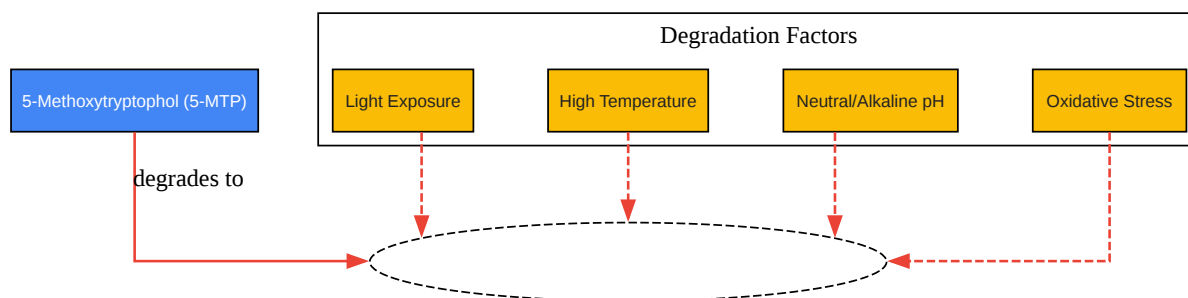 Degradation Factors
5-Methoxytryptophol (5-MTP)
Light Exposure
High Temperature
Neutral/Alkaline pH
Oxidative Stress
degrades to